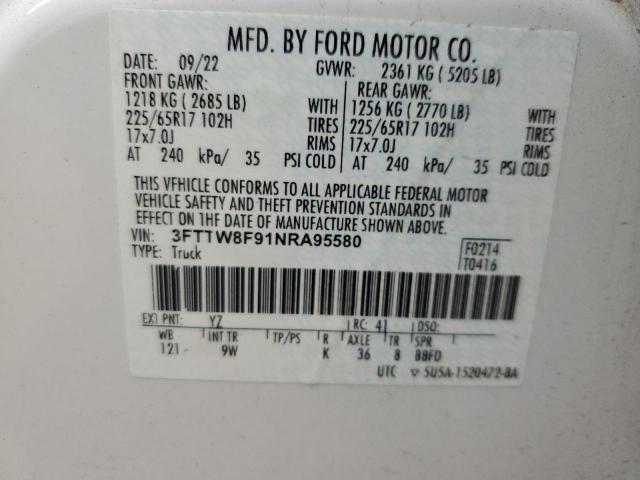 MFD. BY FORD MOTOR CO.
DATE: 09/22 GVWR: 2361 KG ( 5205 LB)
FRONT GAWR: REAR GAWR:
1218 KG ( 2685 LB) WITH 1256 KG ( 2770 LB) WITH
225/65R17 102H TIRES 225/65R17 102H TIRES
17x7.0J RIMS 17x7.0J RIMS
AT 240 kPa/ 35 PSI COLD AT 240 kPa/ 35 PSI COLD
THIS VEHICLE CONFORMS TO ALL APPLICABLE FEDERAL MOTOR
VEHICLE SAFETY AND THEFT PREVENTION STANDARDS IN
EFFECT ON THE DATE OF MANUFACTURE SHOWN ABOVE.
VIN: 3FTTW8F91NRA95580 F0214
TYPE: Truck T0416
EXT PNT: YZ RC: 41 DSO:
WB INT TR TP/PS R AXLE TR SPR
121 9W K 36 8 BBFD
UTC ▽ 5U5A-1520472-BA